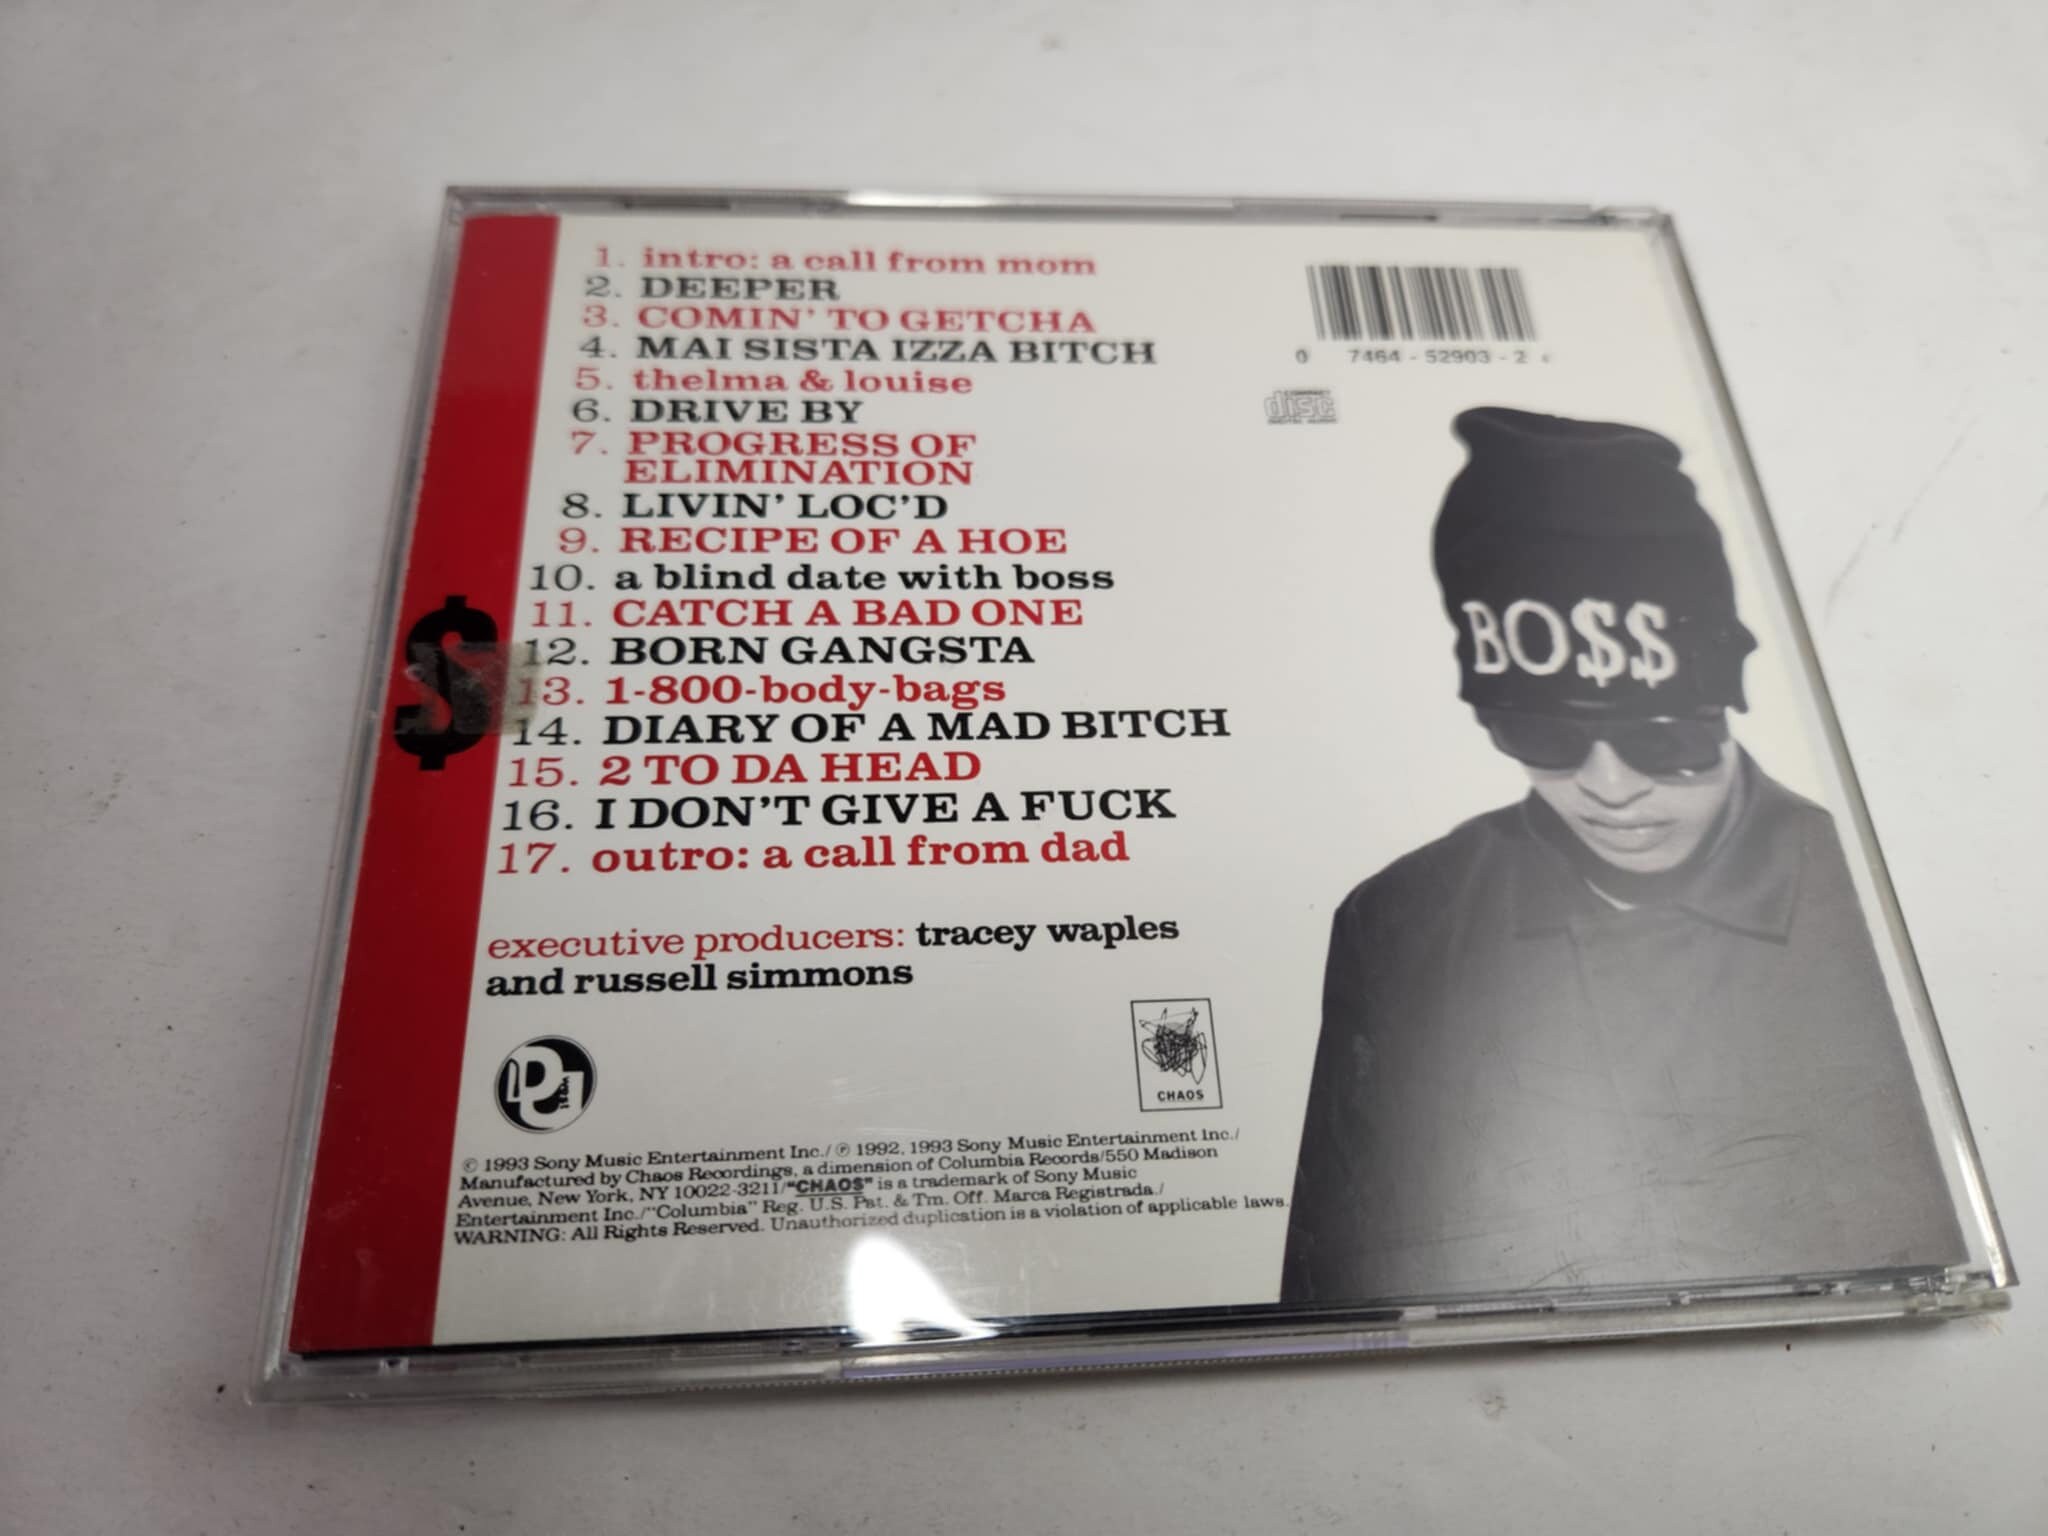 1. intro: a call from mom
2. DEEPER
3. COMIN' TO GETCHA
4. MAI SISTA IZZA BITCH
5. thelma & louise
6. DRIVE BY
7. PROGRESS OF
ELIMINATION
8. LIVIN' LOC'D
9. RECIPE OF A HOE
10. a blind date with boss
11. CATCH A BAD ONE
12. BORN GANGSTA
13. 1-800-body-bags
14. DIARY OF A MAD BITCH
15. 2 TO DA HEAD
16. I DON'T GIVE A FUCK
17. outro: a call from dad
executive producers: tracey waples
and russell simmons
$
0 7464-52903-2
disc
DIGITAL AUDIO
BO$$
CHAOS
© 1993 Sony Music Entertainment Inc./ ℗ 1992, 1993 Sony Music Entertainment Inc./
Manufactured by Chaos Recordings, a dimension of Columbia Records/550 Madison
Avenue, New York, NY 10022-3211/"CHAOS" is a trademark of Sony Music
Entertainment Inc./"Columbia" Reg. U.S. Pat. & Tm. Off. Marca Registrada./
WARNING: All Rights Reserved. Unauthorized duplication is a violation of applicable laws.